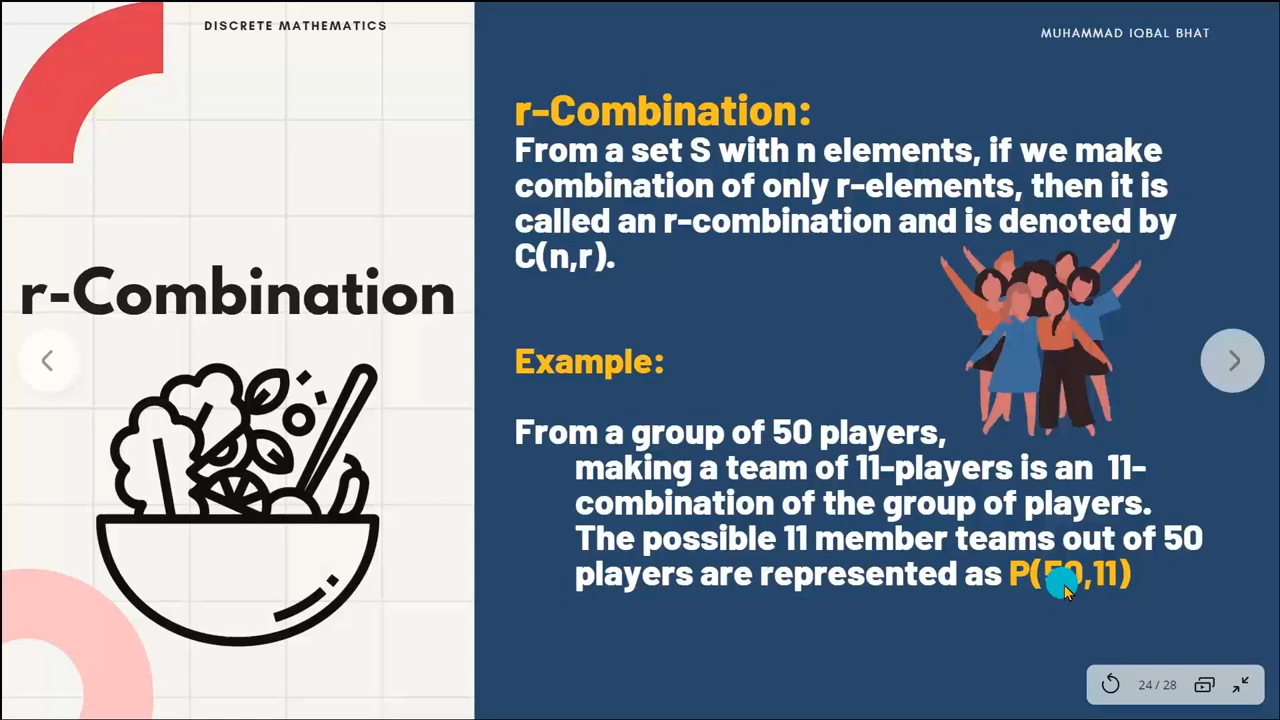 DISCRETE MATHEMATICS
MUHAMMAD IQBAL BHAT
r-Combination
r-Combination:
From a set S with n elements, if we make
combination of only r-elements, then it is
called an r-combination and is denoted by
C(n,r).
Example:
From a group of 50 players,
making a team of 11-players is an 11-
combination of the group of players.
The possible 11 member teams out of 50
players are represented as P(50,11)
24 / 28